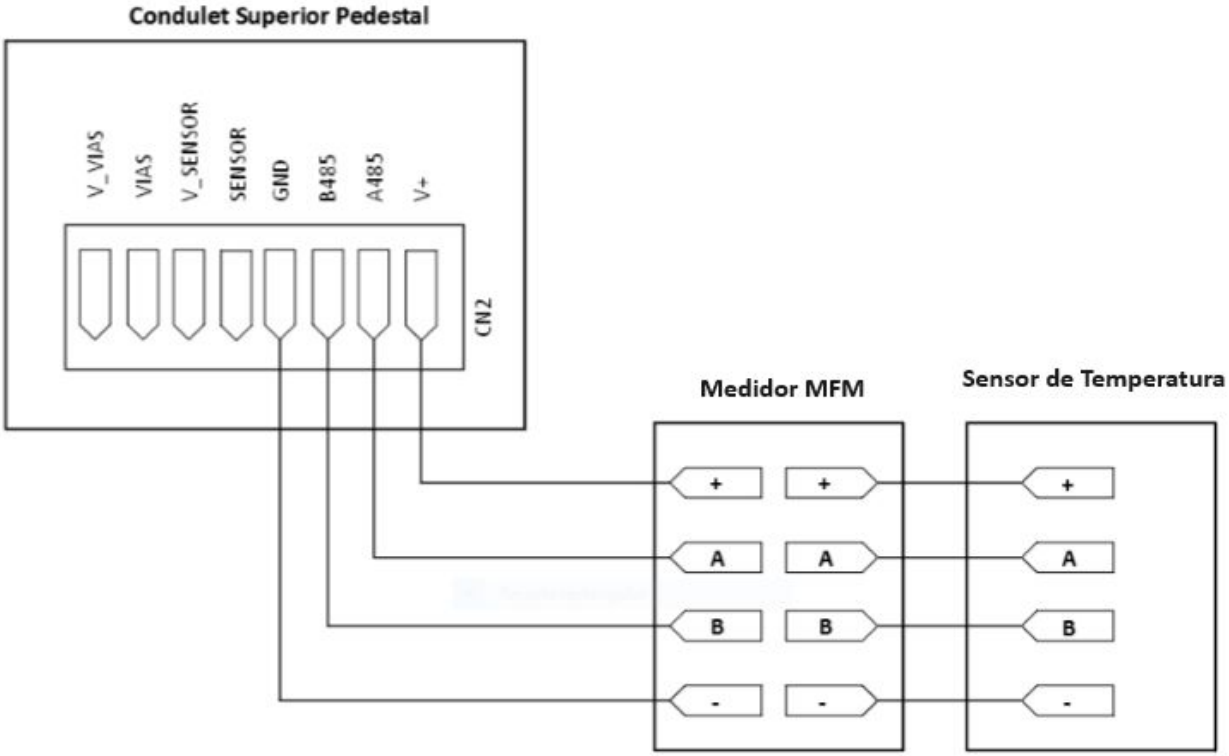 Condulet Superior Pedestal
V_VIAS
VIAS
V_SENSOR
SENSOR
GND
B485
A485
V+
CN2
Medidor MFM
Sensor de Temperatura
+ + +
A A A
B B B
- - -